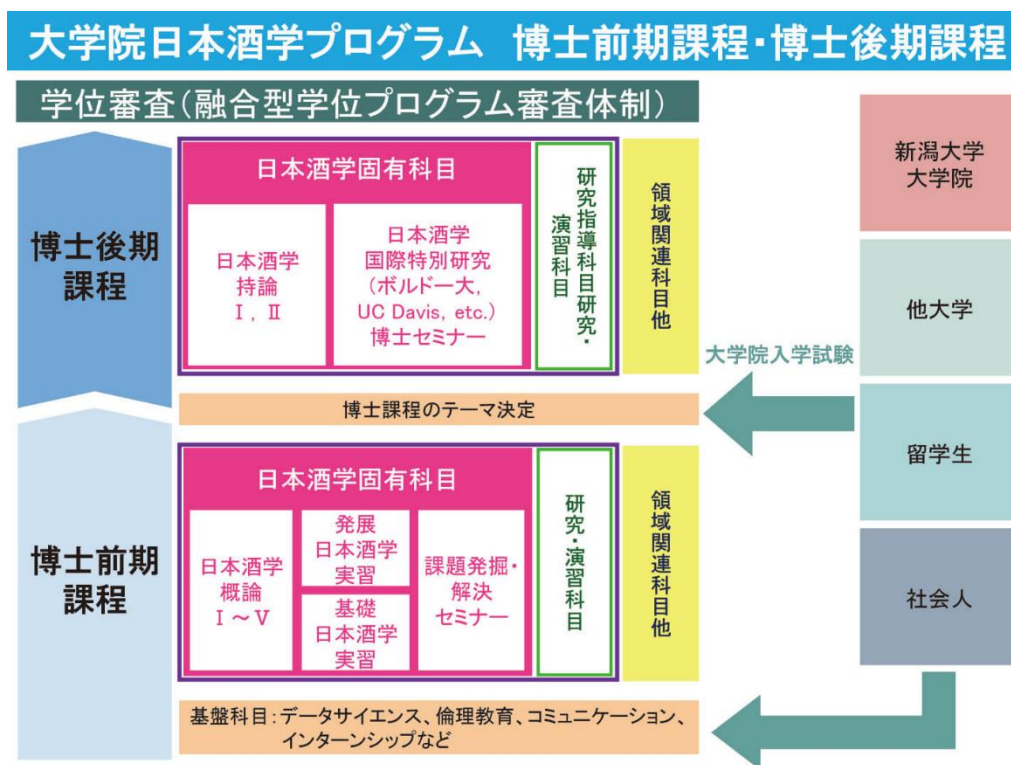 大学院日本酒学プログラム 博士前期課程・博士後期課程
学位審査(融合型学位プログラム審査体制)
博士後期
課程
日本酒学固有科目
日本酒学
持論
Ⅰ, Ⅱ
日本酒学
国際特別研究
(ボルドー大,
UC Davis, etc.)
博士セミナー
研究指導科目研究・
演習科目
領域関連科目他
博士課程のテーマ決定
博士前期
課程
日本酒学固有科目
日本酒学
概論
Ⅰ～Ⅴ
発展
日本酒学
実習
基礎
日本酒学
実習
課題発掘・
解決
セミナー
研究・演習科目
領域関連科目他
基盤科目:データサイエンス、倫理教育、コミュニケーション、
インターンシップなど
大学院入学試験
新潟大学
大学院
他大学
留学生
社会人